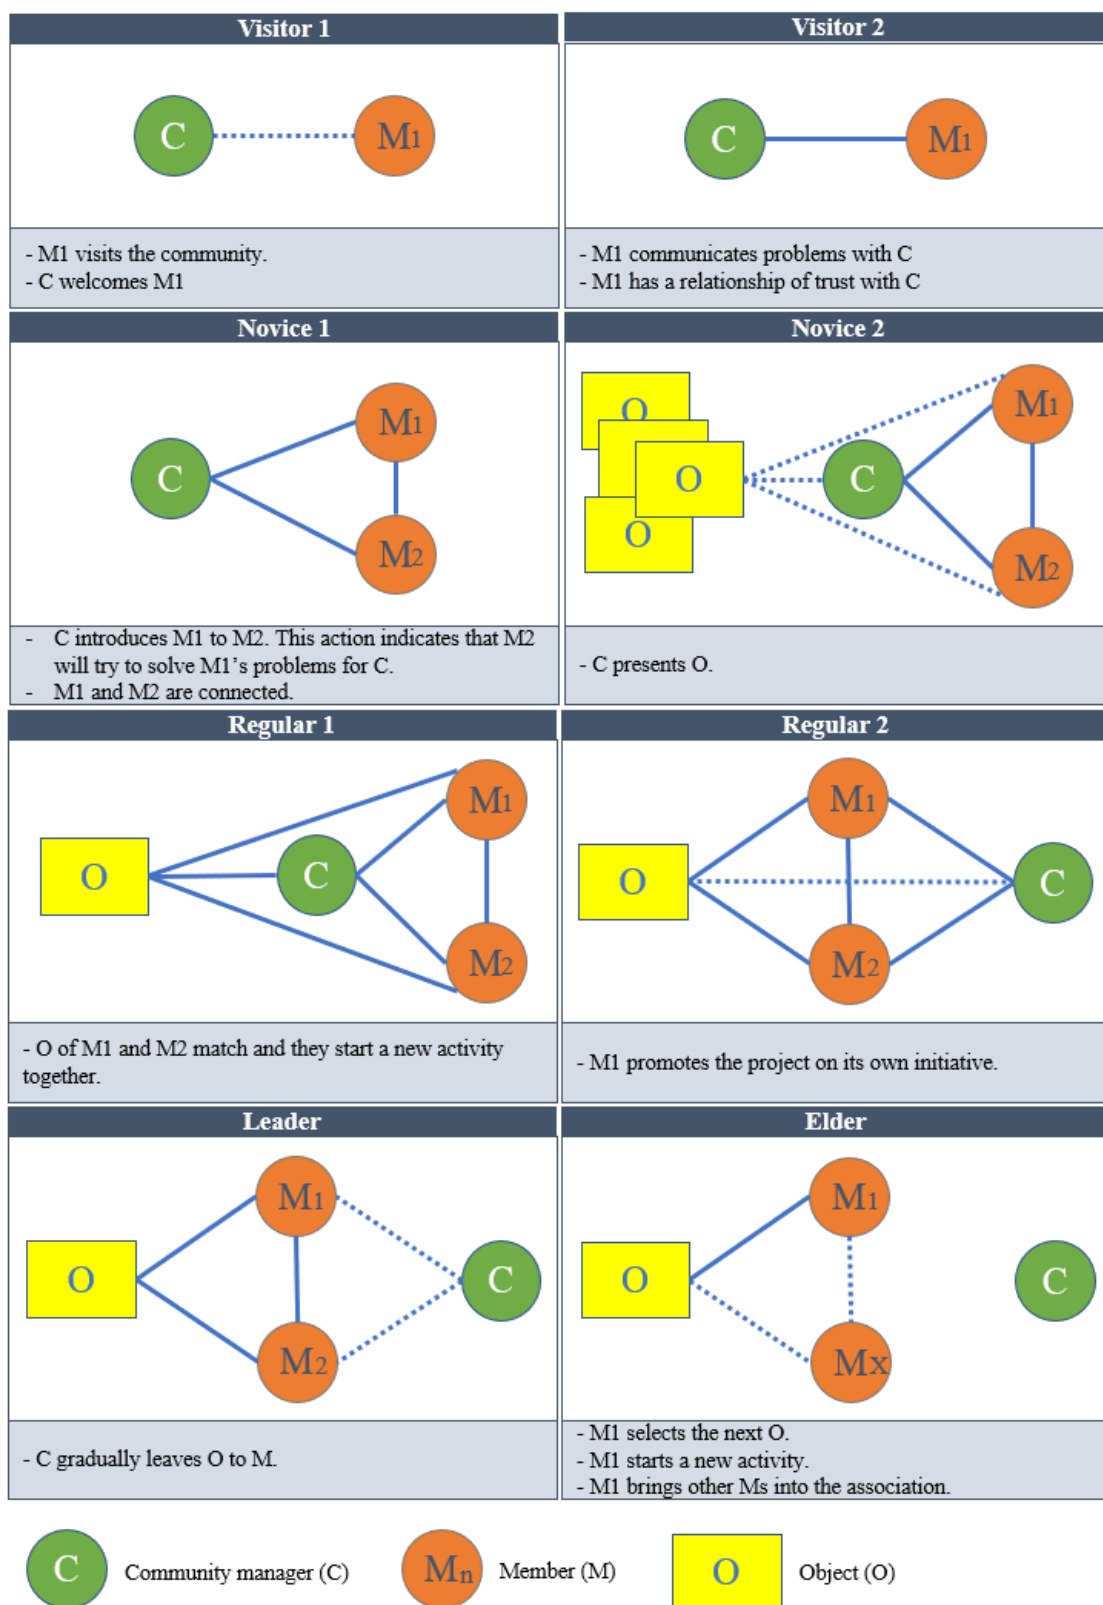 Visitor 1
Visitor 2
C
M1
C
M1
- M1 visits the community.
- C welcomes M1
- M1 communicates problems with C
- M1 has a relationship of trust with C
Novice 1
Novice 2
C
M1
M2
O
O
O
C
M1
M2
- C introduces M1 to M2. This action indicates that M2
will try to solve M1's problems for C.
- M1 and M2 are connected.
- C presents O.
Regular 1
Regular 2
O
C
M1
M2
O
M1
M2
C
- O of M1 and M2 match and they start a new activity
together.
- M1 promotes the project on its own initiative.
Leader
Elder
O
M1
M2
C
O
M1
Mx
C
- C gradually leaves O to M.
- M1 selects the next O.
- M1 starts a new activity.
- M1 brings other Ms into the association.
C
Community manager (C)
Mn
Member (M)
O
Object (O)